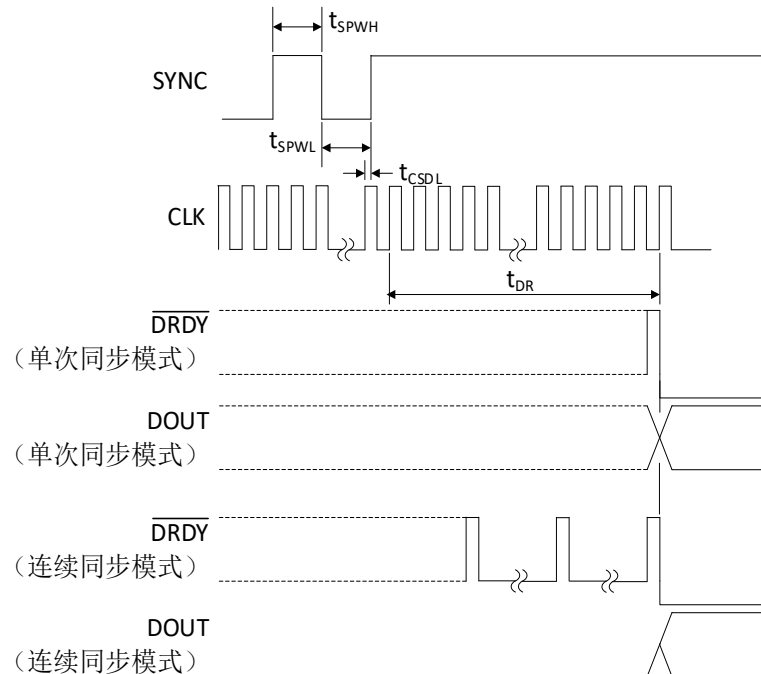 tSPWH
SYNC
tSPWL
tCSDL
CLK
tDR
DRDY
（单次同步模式）
DOUT
（单次同步模式）
DRDY
（连续同步模式）
DOUT
（连续同步模式）